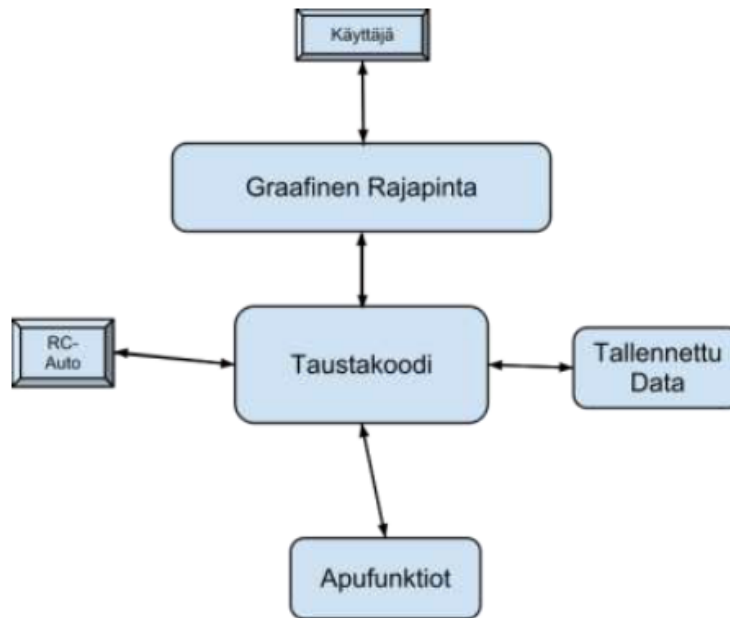 Käyttäjä
Graafinen Rajapinta
RC-
Auto
Taustakoodi
Tallennettu
Data
Apufunktiot